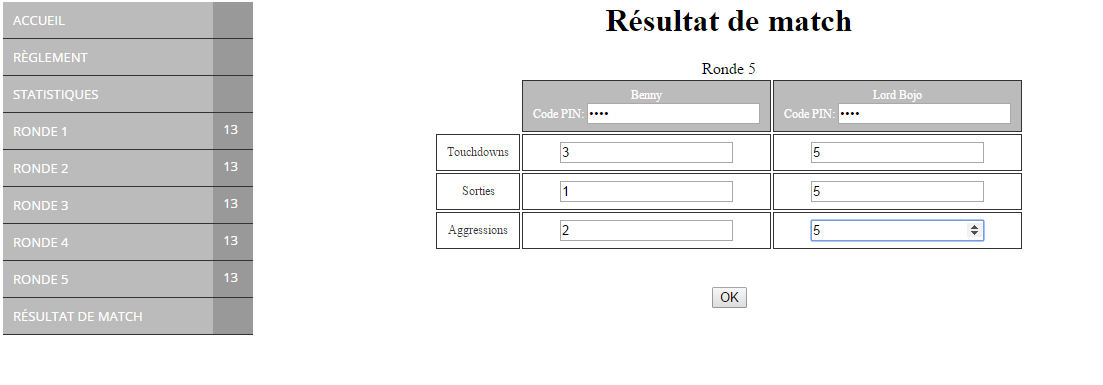 ACCUEIL
RÈGLEMENT
STATISTIQUES
RONDE 1 13
RONDE 2 13
RONDE 3 13
RONDE 4 13
RONDE 5 13
RÉSULTAT DE MATCH
Résultat de match
Ronde 5
Benny Lord Bojo
Code PIN: •••• Code PIN: ••••
Touchdowns 3 5
Sorties 1 5
Aggressions 2 5
OK